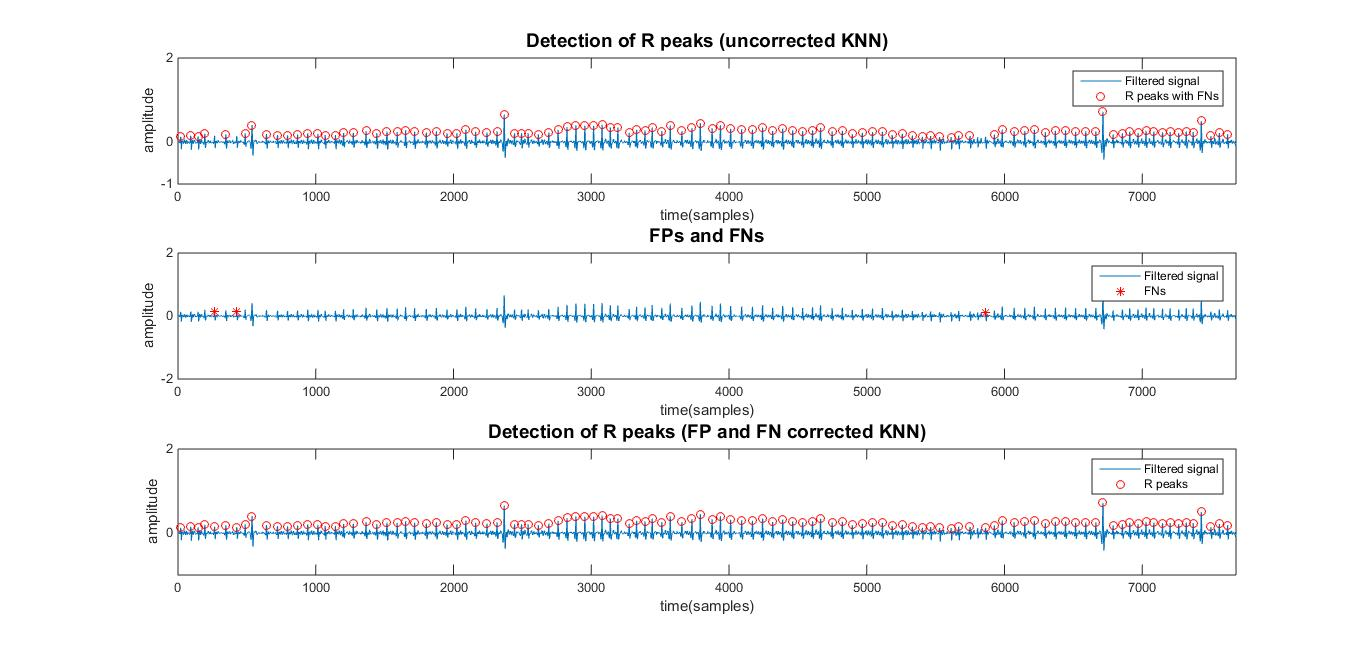 Detection of R peaks (uncorrected KNN)
2
Filtered signal
R peaks with FNs
amplitude
0
-1
0 1000 2000 3000 4000 5000 6000 7000
time(samples)
FPs and FNs
2
Filtered signal
FNs
amplitude
0
-2
0 1000 2000 3000 4000 5000 6000 7000
time(samples)
Detection of R peaks (FP and FN corrected KNN)
2
Filtered signal
R peaks
amplitude
0
0 1000 2000 3000 4000 5000 6000 7000
time(samples)